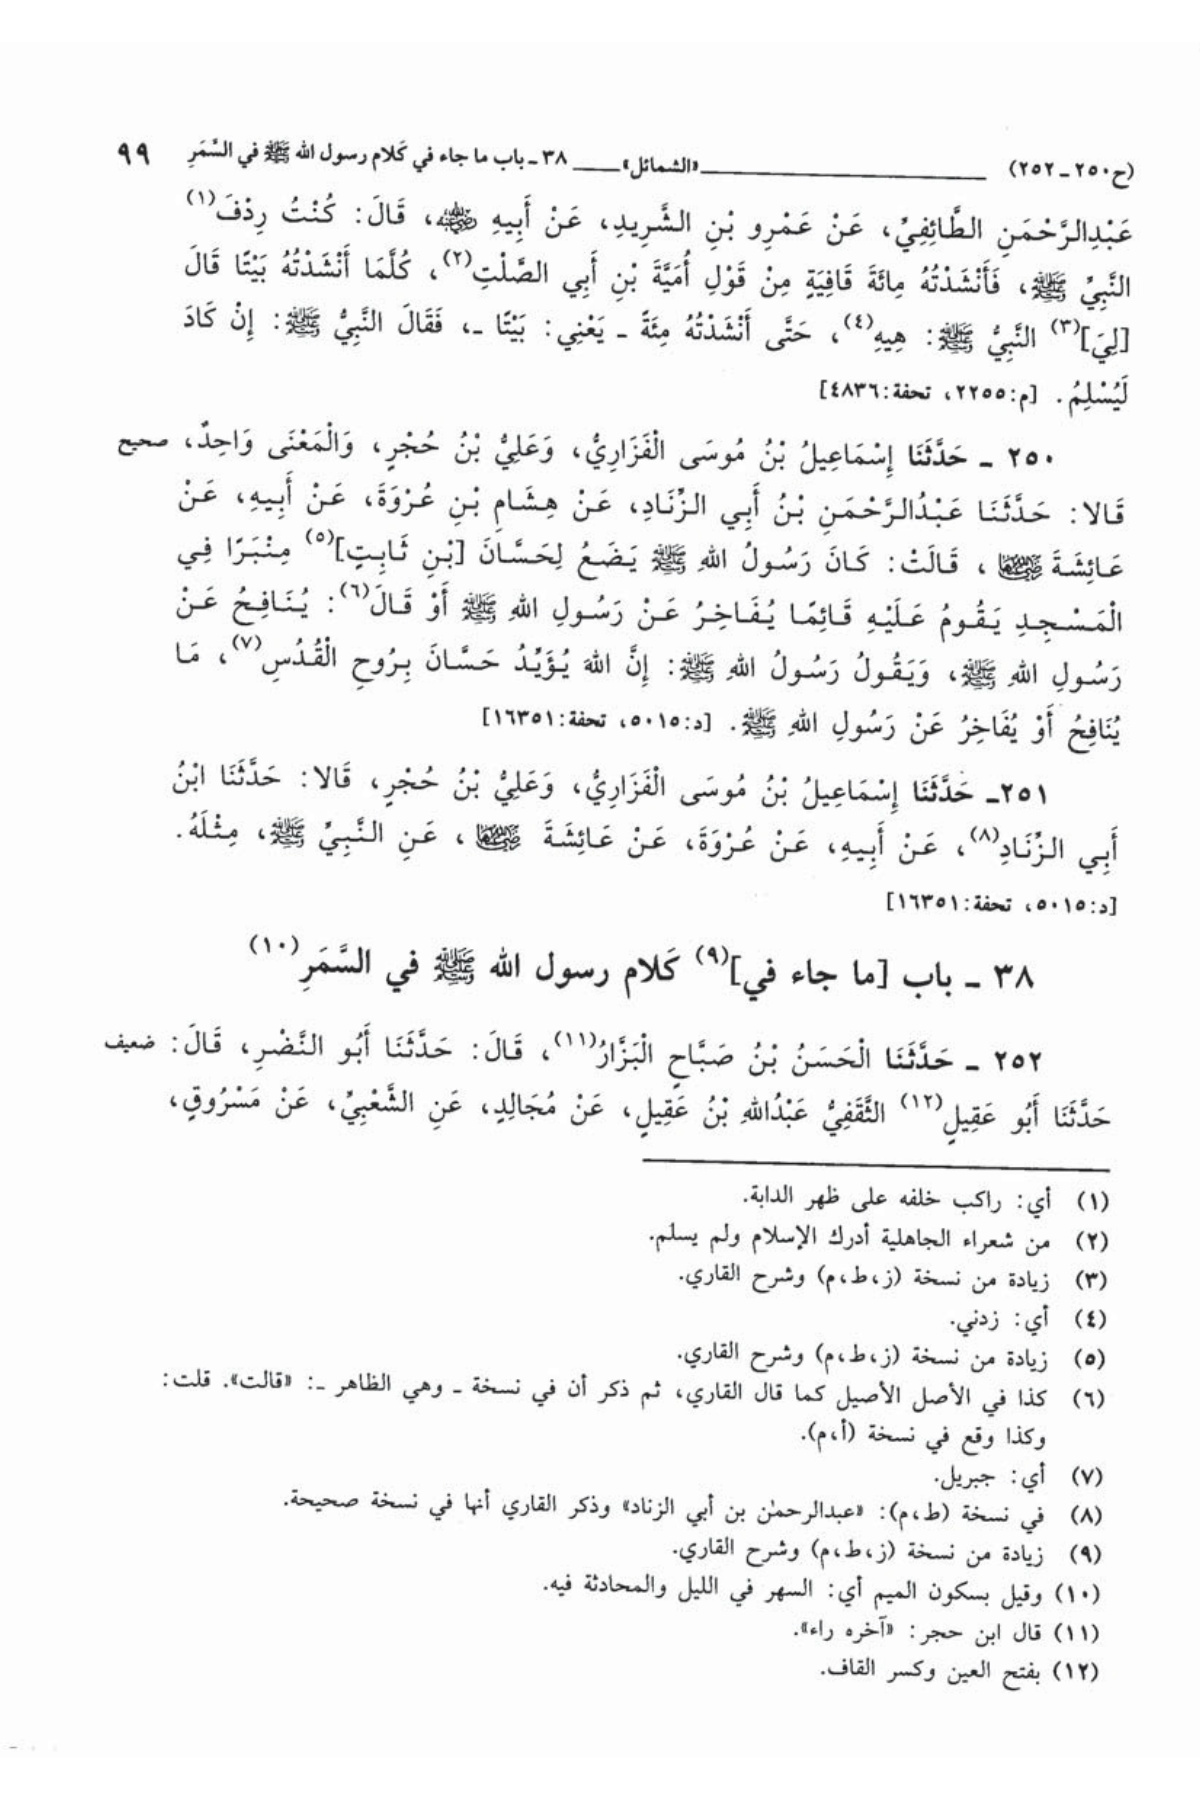 (ح٢٥٠ ـ ٢٥٢) «الشمائل» ٣٨ ـ باب ما جاء في كَلام رسول الله ﷺ في السَّمَرِ ٩٩
عَبْدِالرَّحْمَنِ الطَّائِفِيِّ، عَنْ عَمْرِو بْنِ الشَّرِيدِ، عَنْ أَبِيهِ رضي الله عنه، قَالَ: كُنْتُ رِدْفَ(١)
النَّبِيِّ ﷺ، فَأَنْشَدْتُهُ مِائَةَ قَافِيَةٍ مِنْ قَوْلِ أُمَيَّةَ بْنِ أَبِي الصَّلْتِ(٢)، كُلَّمَا أَنْشَدْتُهُ بَيْتًا قَالَ
[لِيَ](٣) النَّبِيُّ ﷺ: هِيهِ(٤)، حَتَّى أَنْشَدْتُهُ مِئَةً ـ يَعْنِي: بَيْتًا ـ، فَقَالَ النَّبِيُّ ﷺ: إِنْ كَادَ
لَيُسْلِمُ. [م:٢٢٥٥، تحفة:٤٨٣٦]
٢٥٠ ـ حَدَّثَنَا إِسْمَاعِيلُ بْنُ مُوسَى الْفَزَارِيُّ، وَعَلِيُّ بْنُ حُجْرٍ، وَالْمَعْنَى وَاحِدٌ، صحيح
قَالا: حَدَّثَنَا عَبْدُالرَّحْمَنِ بْنُ أَبِي الزِّنَادِ، عَنْ هِشَامِ بْنِ عُرْوَةَ، عَنْ أَبِيهِ، عَنْ
عَائِشَةَ رضي الله عنها ، قَالَتْ: كَانَ رَسُولُ اللهِ ﷺ يَضَعُ لِحَسَّانَ [بْنِ ثَابِتٍ](٥) مِنْبَرًا فِي
الْمَسْجِدِ يَقُومُ عَلَيْهِ قَائِمًا يُفَاخِرُ عَنْ رَسُولِ اللهِ ﷺ أَوْ قَالَ(٦): يُنَافِحُ عَنْ
رَسُولِ اللهِ ﷺ، وَيَقُولُ رَسُولُ اللهِ ﷺ: إِنَّ اللهَ يُؤَيِّدُ حَسَّانَ بِرُوحِ الْقُدُسِ(٧)، مَا
يُنَافِحُ أَوْ يُفَاخِرُ عَنْ رَسُولِ اللهِ ﷺ. [د:٥٠١٥، تحفة:١٦٣٥١]
٢٥١ـ حَدَّثَنَا إِسْمَاعِيلُ بْنُ مُوسَى الْفَزَارِيُّ، وَعَلِيُّ بْنُ حُجْرٍ، قَالا: حَدَّثَنَا ابْنُ
أَبِي الزِّنَادِ(٨)، عَنْ أَبِيهِ، عَنْ عُرْوَةَ، عَنْ عَائِشَةَ رضي الله عنها ، عَنِ النَّبِيِّ ﷺ، مِثْلَهُ.
[د:٥٠١٥، تحفة:١٦٣٥١]
٣٨ ـ باب [ما جاء في](٩) كَلام رسول الله ﷺ في السَّمَرِ(١٠)
٢٥٢ ـ حَدَّثَنَا الْحَسَنُ بْنُ صَبَّاحٍ الْبَزَّارُ(١١)، قَالَ: حَدَّثَنَا أَبُو النَّضْرِ، قَالَ: ضعيف
حَدَّثَنَا أَبُو عَقِيلٍ(١٢) الثَّقَفِيُّ عَبْدُاللهِ بْنُ عَقِيلٍ، عَنْ مُجَالِدٍ، عَنِ الشَّعْبِيِّ، عَنْ مَسْرُوقٍ،
(١) أي: راكب خلفه على ظهر الدابة.
(٢) من شعراء الجاهلية أدرك الإسلام ولم يسلم.
(٣) زيادة من نسخة (ز،ط،م) وشرح القاري.
(٤) أي: زدني.
(٥) زيادة من نسخة (ز،ط،م) وشرح القاري.
(٦) كذا في الأصل الأصيل كما قال القاري، ثم ذكر أن في نسخة ـ وهي الظاهر ـ: «قالت». قلت:
وكذا وقع في نسخة (أ،م).
(٧) أي: جبريل.
(٨) في نسخة (ط،م): «عبدالرحمٰن بن أبي الزناد» وذكر القاري أنها في نسخة صحيحة.
(٩) زيادة من نسخة (ز،ط،م) وشرح القاري.
(١٠) وقيل بسكون الميم أي: السهر في الليل والمحادثة فيه.
(١١) قال ابن حجر: «آخره راء».
(١٢) بفتح العين وكسر القاف.